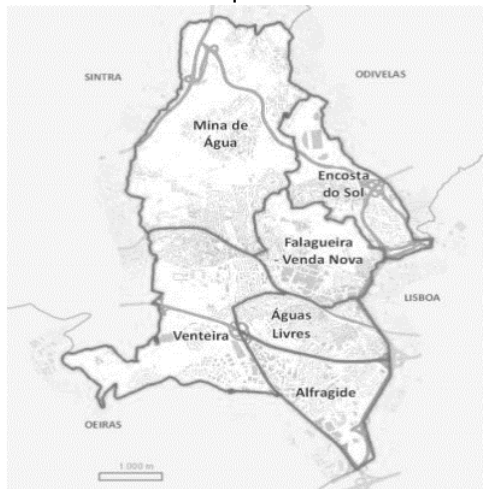 SINTRA
ODIVELAS
Mina de
Água
Encosta
do Sol
Falagueira
- Venda Nova
LISBOA
Águas
Livres
Venteira
Alfragide
OEIRAS
1.000 m